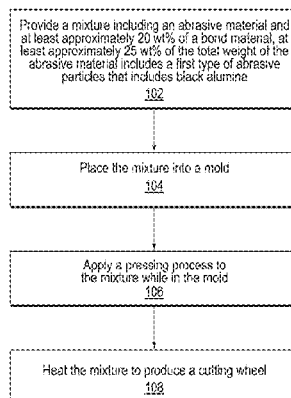 Provide a mixture including an abrasive material and
at least approximately 20 wt% of a bond material, at
least approximately 25 wt% of the total weight of the
abrasive material includes a first type of abrasive
particles that includes black alumina
102
Place the mixture into a mold
104
Apply a pressing process to
the mixture while in the mold
106
Heat the mixture to produce a cutting wheel
108